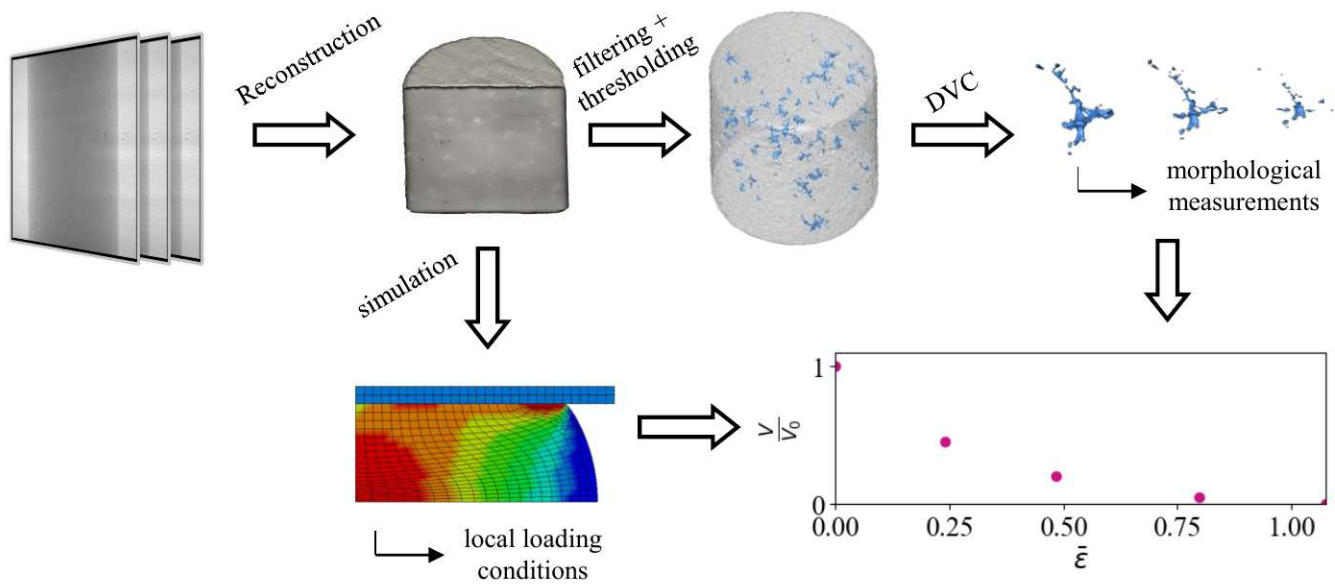 Reconstruction
filtering +
thresholding
DVC
morphological
measurements
simulation
local loading
conditions
1
V
V₀
0
0.00 0.25 0.50 0.75 1.00
ε̄